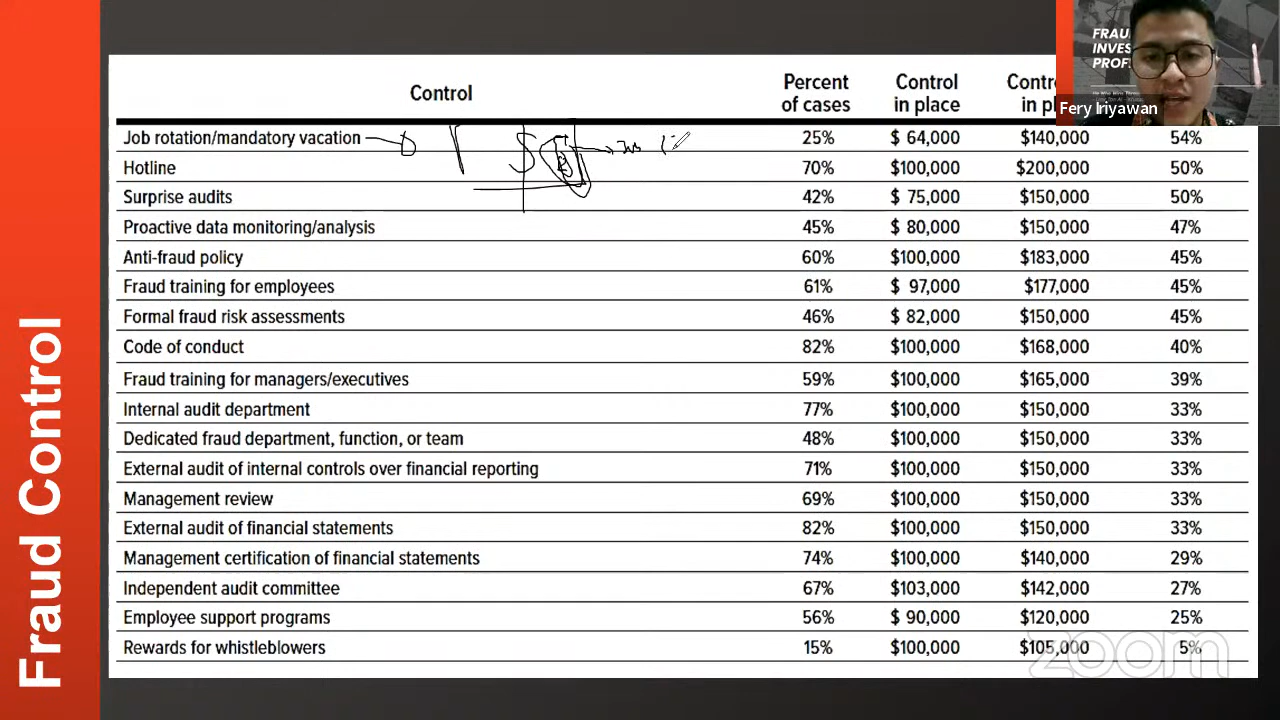 FRAU
INVES
PROF
Fery Iriyawan
Fraud Control
Control
Percent of cases
Control in place
Contro
in pl
Job rotation/mandatory vacation 25% $ 64,000 $140,000 54%
Hotline 70% $100,000 $200,000 50%
Surprise audits 42% $ 75,000 $150,000 50%
Proactive data monitoring/analysis 45% $ 80,000 $150,000 47%
Anti-fraud policy 60% $100,000 $183,000 45%
Fraud training for employees 61% $ 97,000 $177,000 45%
Formal fraud risk assessments 46% $ 82,000 $150,000 45%
Code of conduct 82% $100,000 $168,000 40%
Fraud training for managers/executives 59% $100,000 $165,000 39%
Internal audit department 77% $100,000 $150,000 33%
Dedicated fraud department, function, or team 48% $100,000 $150,000 33%
External audit of internal controls over financial reporting 71% $100,000 $150,000 33%
Management review 69% $100,000 $150,000 33%
External audit of financial statements 82% $100,000 $150,000 33%
Management certification of financial statements 74% $100,000 $140,000 29%
Independent audit committee 67% $103,000 $142,000 27%
Employee support programs 56% $ 90,000 $120,000 25%
Rewards for whistleblowers 15% $100,000 $105,000 5%
zoom